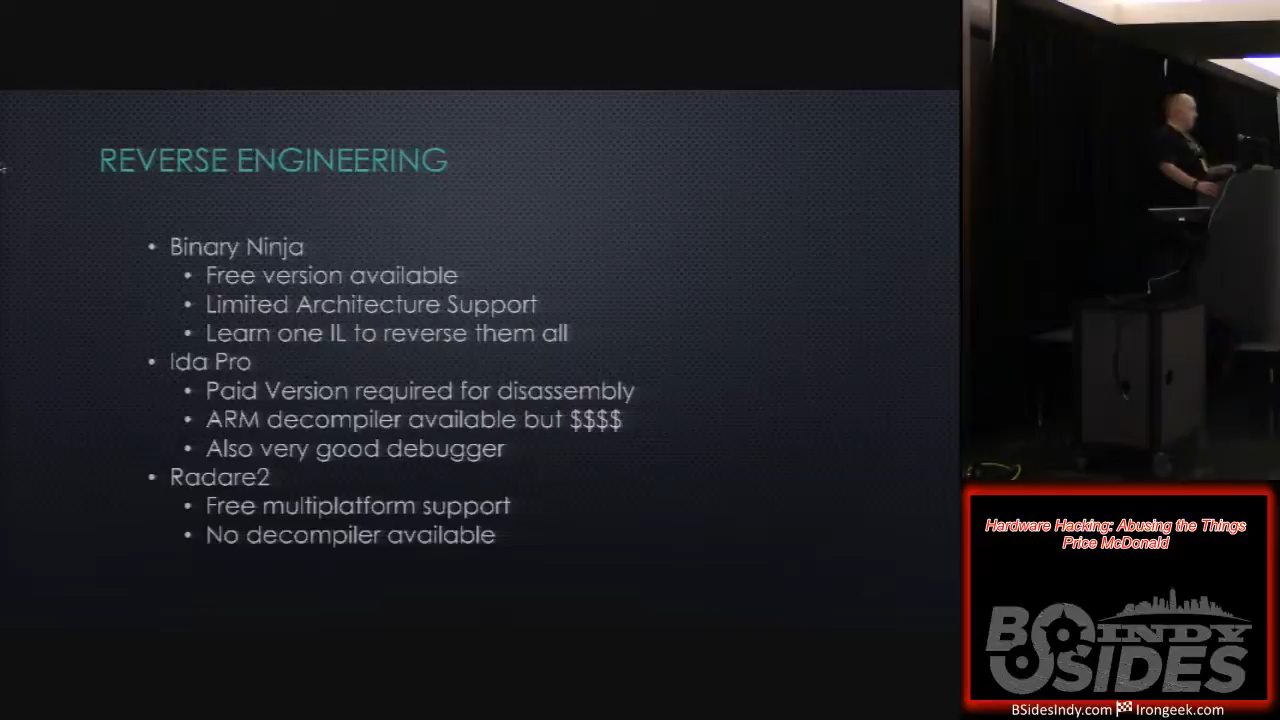 REVERSE ENGINEERING
• Binary Ninja
• Free version available
• Limited Architecture Support
• Learn one IL to reverse them all
• Ida Pro
• Paid Version required for disassembly
• ARM decompiler available but $$$$
• Also very good debugger
• Radare2
• Free multiplatform support
• No decompiler available
Hardware Hacking: Abusing the Things
Price McDonald
BSIDES
INDY
BSidesIndy.com Irongeek.com